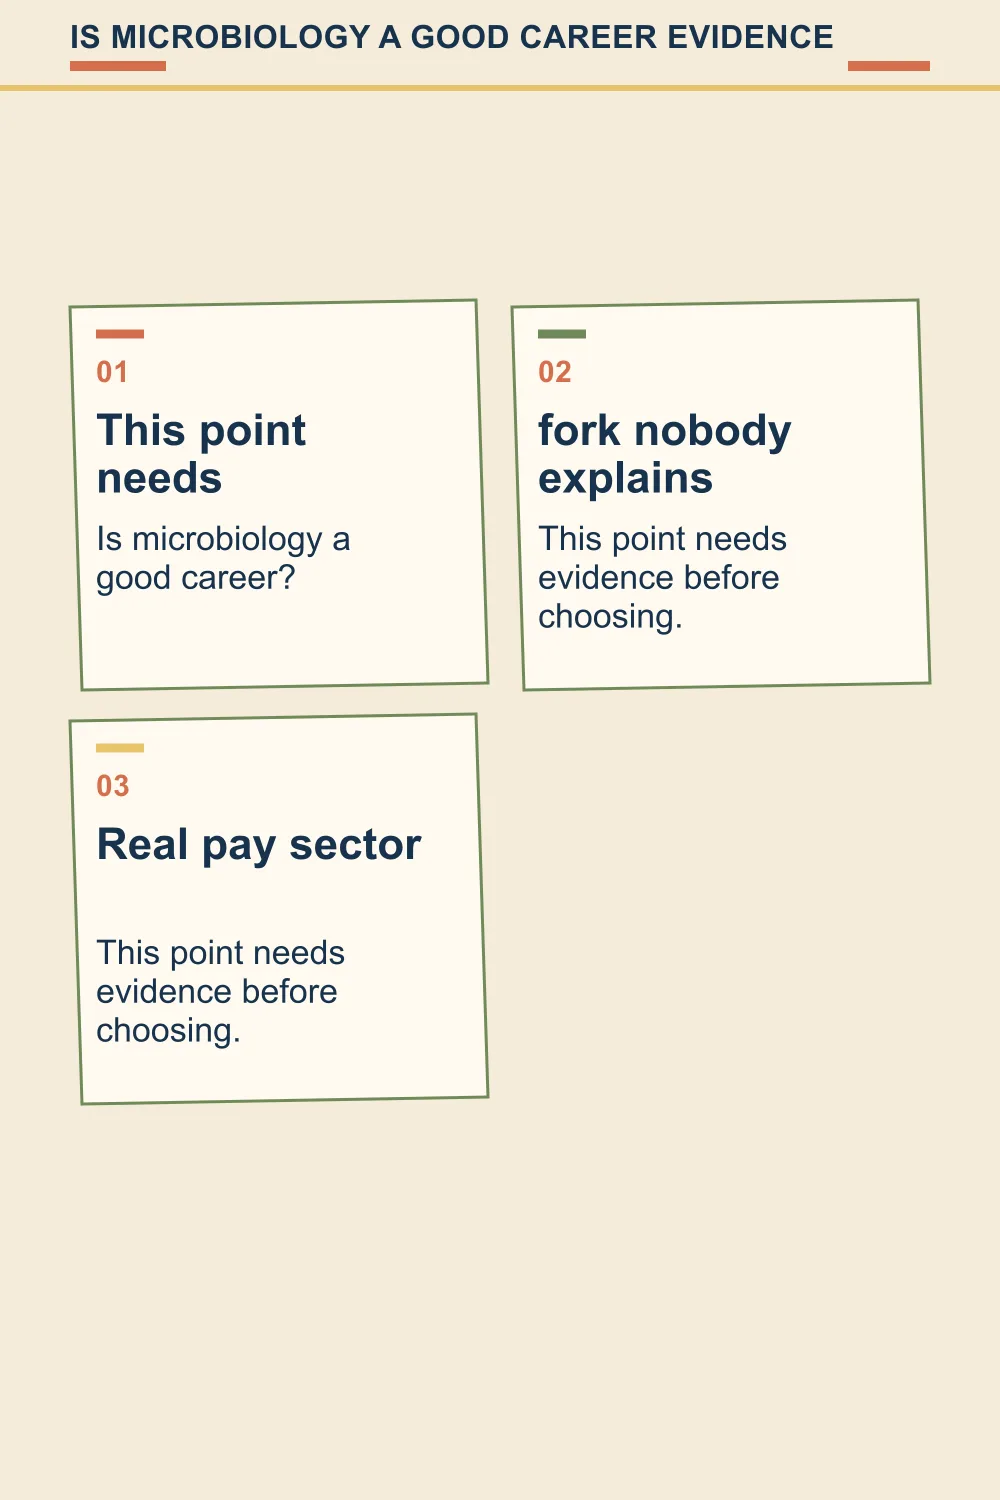 IS MICROBIOLOGY A GOOD CAREER EVIDENCE
01
This point
needs
Is microbiology a
good career?
02
fork nobody
explains
This point needs
evidence before
choosing.
03
Real pay sector
This point needs
evidence before
choosing.